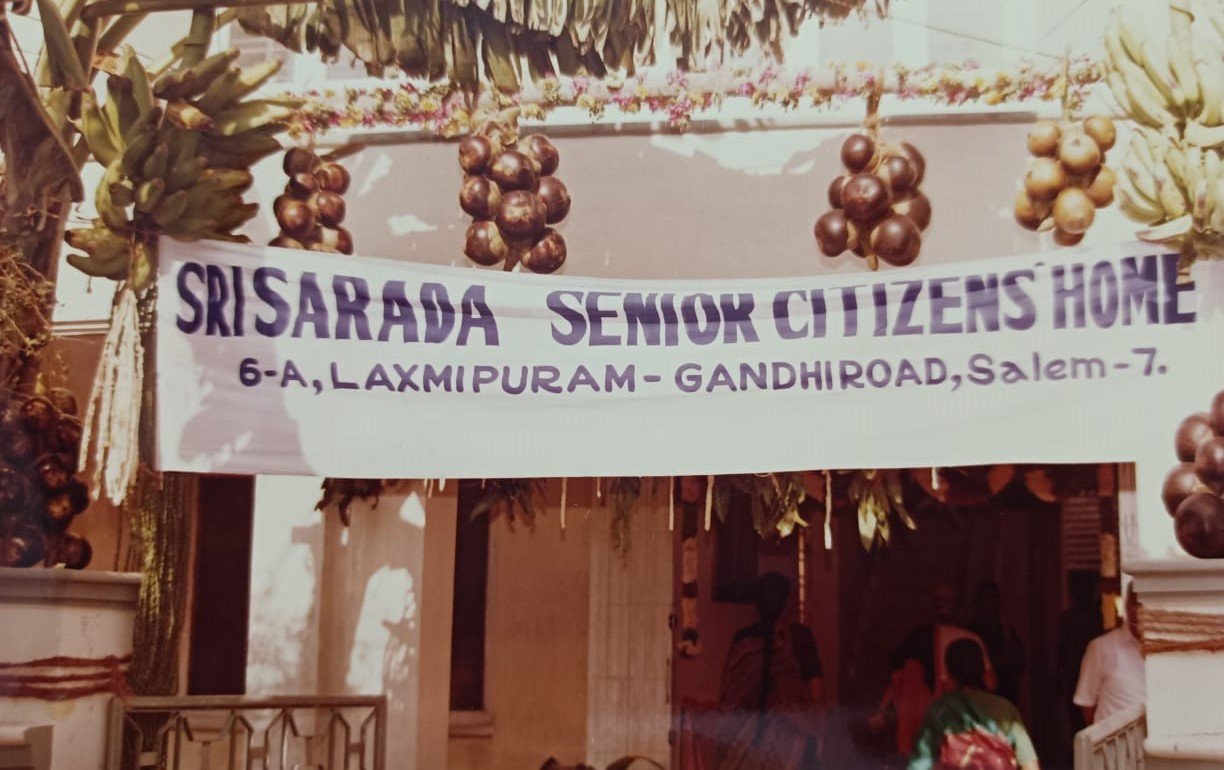 SRI SARADA SENIOR CITIZENS' HOME
6-A, LAXMIPURAM- GANDHIROAD, Salem-7.